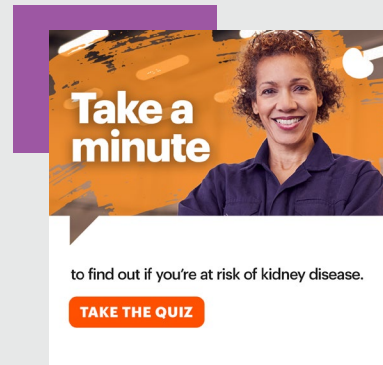 Take a
minute
to find out if you're at risk of kidney disease.
TAKE THE QUIZ